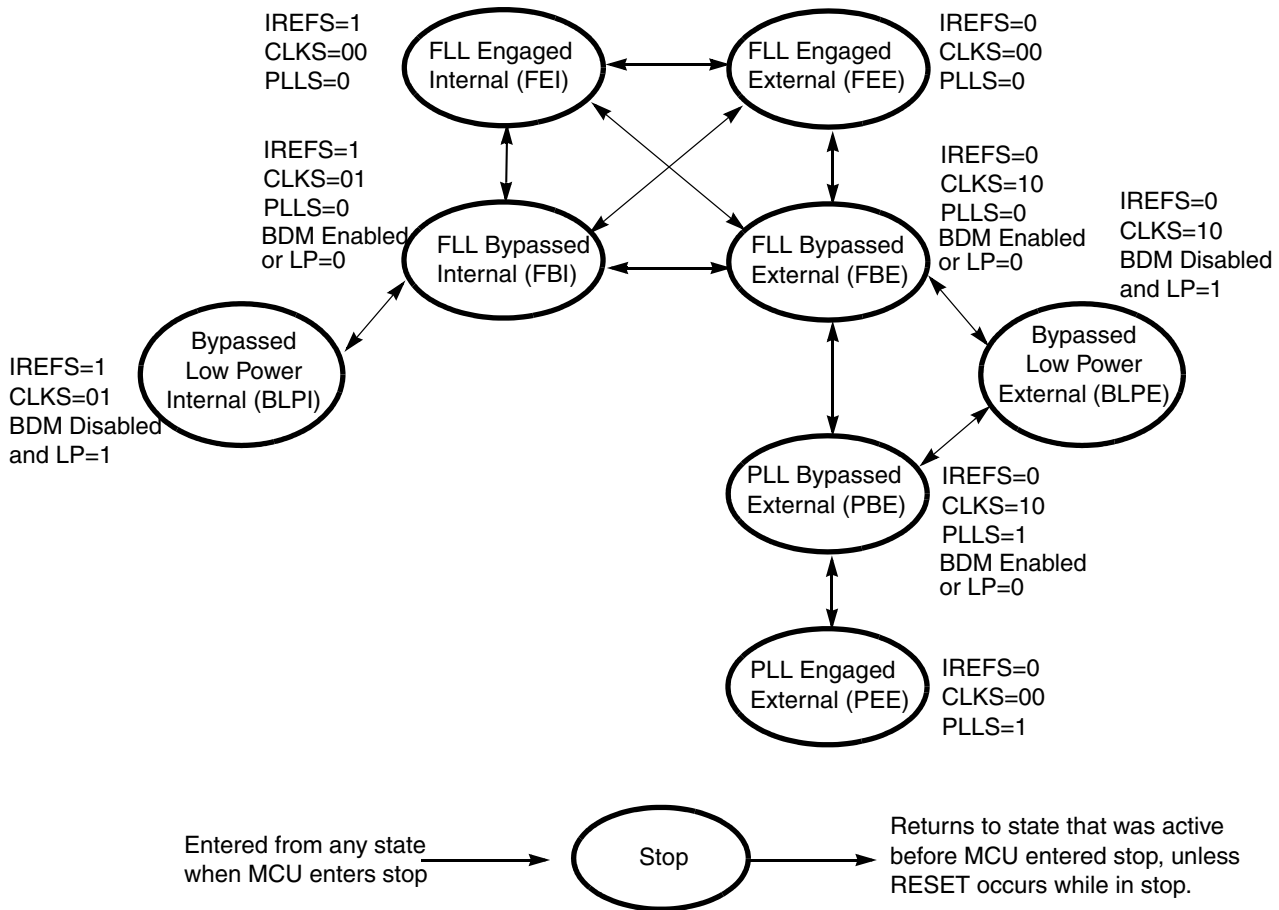 IREFS=1
CLKS=00
PLLS=0
FLL Engaged
Internal (FEI)
FLL Engaged
External (FEE)
IREFS=0
CLKS=00
PLLS=0
IREFS=1
CLKS=01
PLLS=0
BDM Enabled
or LP=0
FLL Bypassed
Internal (FBI)
FLL Bypassed
External (FBE)
IREFS=0
CLKS=10
PLLS=0
BDM Enabled
or LP=0
IREFS=0
CLKS=10
BDM Disabled
and LP=1
IREFS=1
CLKS=01
BDM Disabled
and LP=1
Bypassed
Low Power
Internal (BLPI)
Bypassed
Low Power
External (BLPE)
PLL Bypassed
External (PBE)
IREFS=0
CLKS=10
PLLS=1
BDM Enabled
or LP=0
PLL Engaged
External (PEE)
IREFS=0
CLKS=00
PLLS=1
Entered from any state
when MCU enters stop
Stop
Returns to state that was active
before MCU entered stop, unless
RESET occurs while in stop.